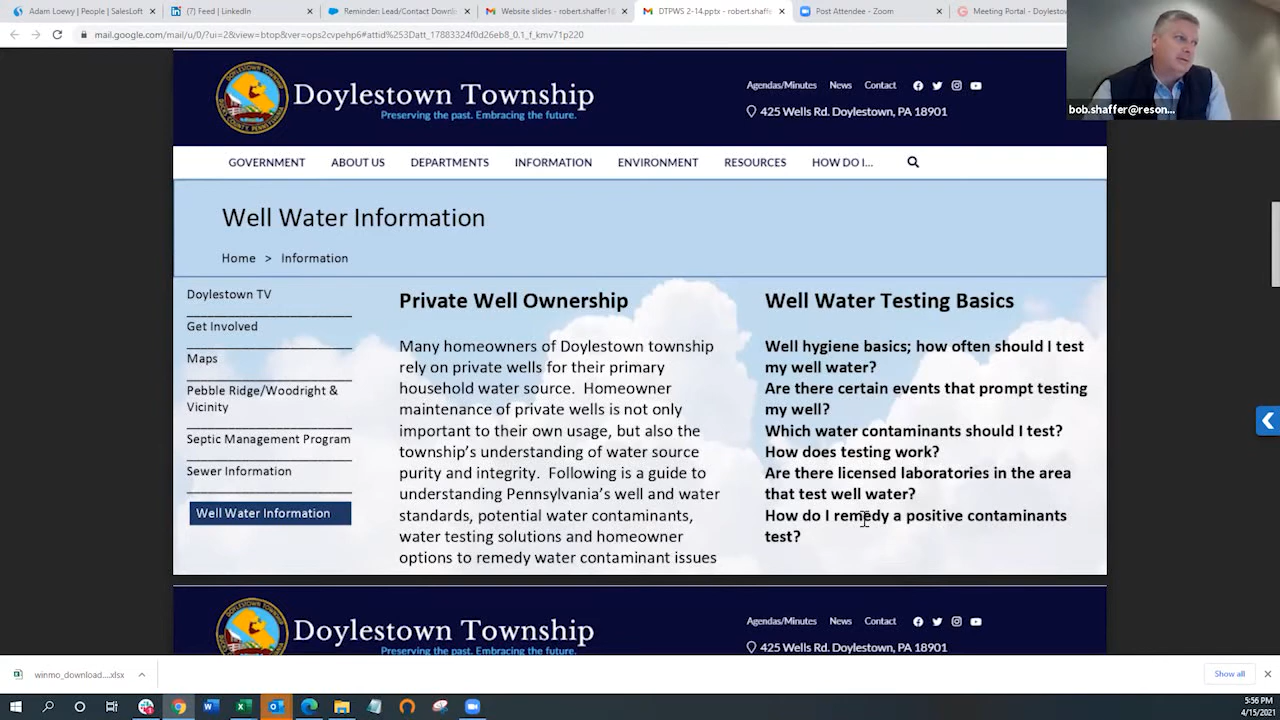 Adam Loewy | People | SalesLoft
(7) Feed | LinkedIn
Reminder: Lead/Contact Downl
Website slides - robert.shaffer1
DTPWS 2-14.pptx - robert.shaff
Post Attendee - Zoom
Meeting Portal - Doylestow
mail.google.com/mail/u/0/?ui=2&view=btop&ver=ops2cvpehp6#attid%253Datt_17883324f0d26eb8_0.1_f_kmv71p220
bob.shaffer@reson...
Doylestown Township
Preserving the past. Embracing the future.
Agendas/Minutes News Contact
425 Wells Rd. Doylestown, PA 18901
GOVERNMENT ABOUT US DEPARTMENTS INFORMATION ENVIRONMENT RESOURCES HOW DO I...
Well Water Information
Home > Information
Doylestown TV
Get Involved
Maps
Pebble Ridge/Woodright &
Vicinity
Septic Management Program
Sewer Information
Well Water Information
Private Well Ownership
Many homeowners of Doylestown township
rely on private wells for their primary
household water source. Homeowner
maintenance of private wells is not only
important to their own usage, but also the
township's understanding of water source
purity and integrity. Following is a guide to
understanding Pennsylvania's well and water
standards, potential water contaminants,
water testing solutions and homeowner
options to remedy water contaminant issues
Well Water Testing Basics
Well hygiene basics; how often should I test
my well water?
Are there certain events that prompt testing
my well?
Which water contaminants should I test?
How does testing work?
Are there licensed laboratories in the area
that test well water?
How do I remedy a positive contaminants
test?
Doylestown Township
Preserving the past. Embracing the future.
Agendas/Minutes News Contact
425 Wells Rd. Doylestown, PA 18901
winmo_download....xlsx
Show all
5:56 PM
4/15/2021